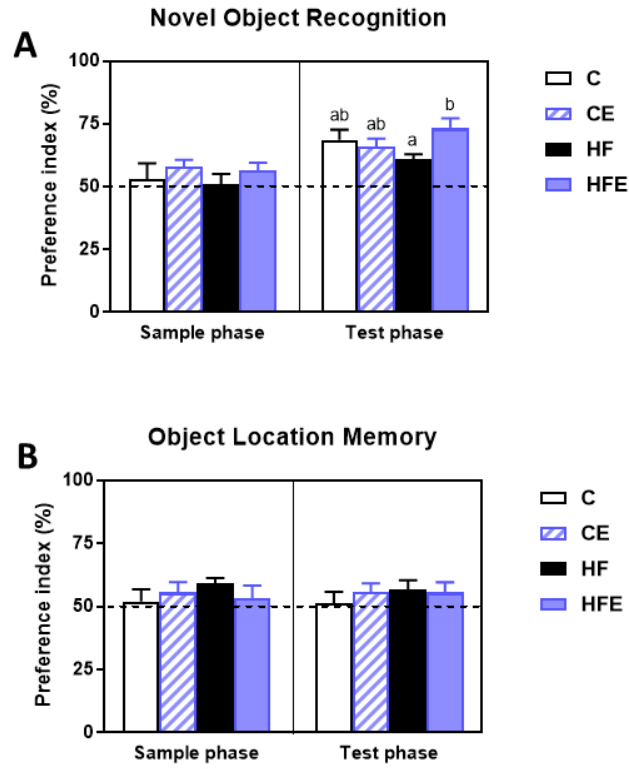 Novel Object Recognition
A
Preference index (%)
100
75
50
25
0
ab
ab
a
b
Sample phase
Test phase
C
CE
HF
HFE
Object Location Memory
B
Preference index (%)
100
75
50
25
0
Sample phase
Test phase
C
CE
HF
HFE